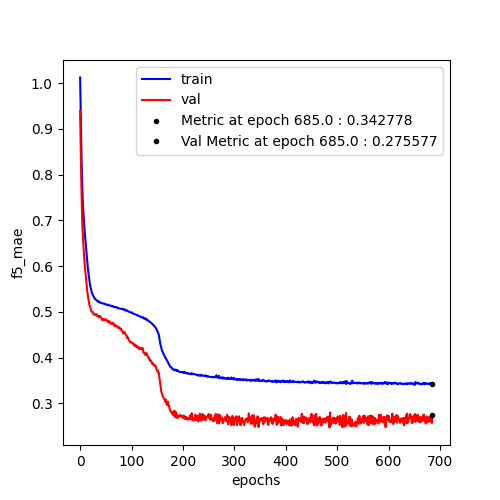 train
val
Metric at epoch 685.0 : 0.342778
Val Metric at epoch 685.0 : 0.275577
1.0
0.9
0.8
0.7
0.6
0.5
0.4
0.3
f5_mae
0 100 200 300 400 500 600 700
epochs